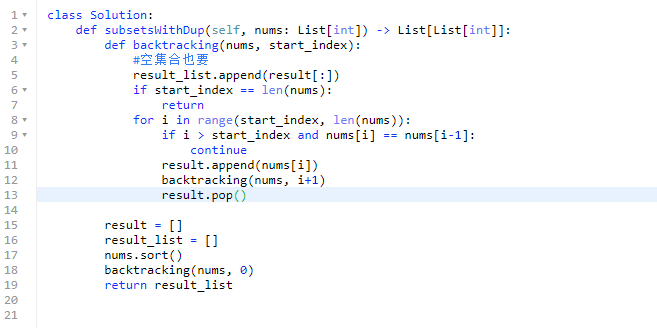 1 class Solution:
2     def subsetsWithDup(self, nums: List[int]) -> List[List[int]]:
3         def backtracking(nums, start_index):
4             #空集合也要
5             result_list.append(result[:])
6             if start_index == len(nums):
7                 return
8             for i in range(start_index, len(nums)):
9                 if i > start_index and nums[i] == nums[i-1]:
10                     continue
11                 result.append(nums[i])
12                 backtracking(nums, i+1)
13                 result.pop()
14
15         result = []
16         result_list = []
17         nums.sort()
18         backtracking(nums, 0)
19         return result_list
20
21